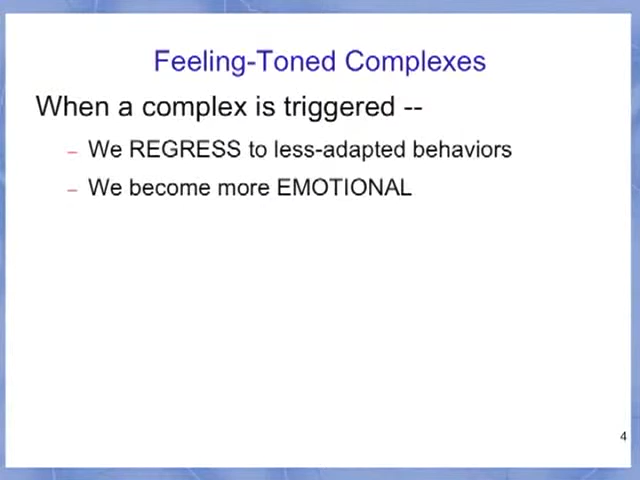 Feeling-Toned Complexes
When a complex is triggered --
– We REGRESS to less-adapted behaviors
– We become more EMOTIONAL
4